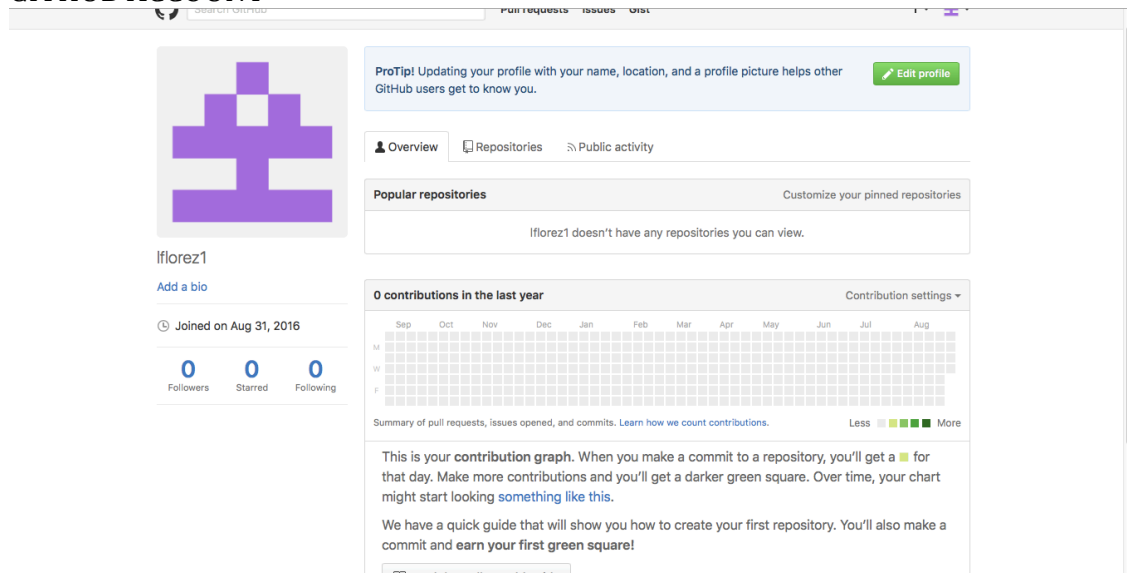 Search GitHub
Pull requests Issues Gist
ProTip! Updating your profile with your name, location, and a profile picture helps other
GitHub users get to know you.
Edit profile
Overview Repositories Public activity
Popular repositories Customize your pinned repositories
lflorez1 doesn't have any repositories you can view.
lflorez1
Add a bio
Joined on Aug 31, 2016
0 0 0
Followers Starred Following
0 contributions in the last year Contribution settings
Sep Oct Nov Dec Jan Feb Mar Apr May Jun Jul Aug
M
W
F
Summary of pull requests, issues opened, and commits. Learn how we count contributions. Less More
This is your contribution graph. When you make a commit to a repository, you'll get a for
that day. Make more contributions and you'll get a darker green square. Over time, your chart
might start looking something like this.
We have a quick guide that will show you how to create your first repository. You'll also make a
commit and earn your first green square!